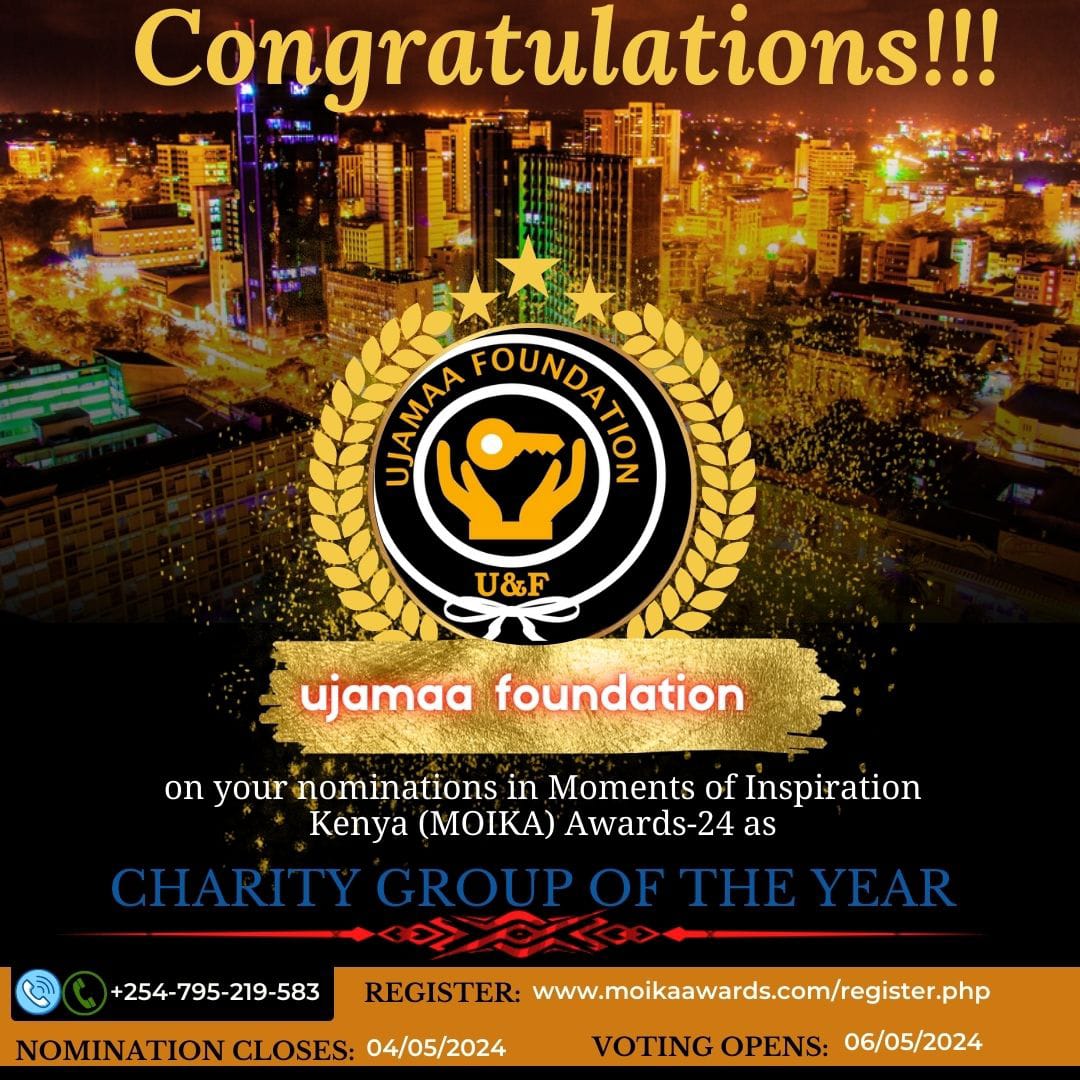 Congratulations!!!
UJAMAA FOUNDATION
U&F
ujamaa foundation
on your nominations in Moments of Inspiration
Kenya (MOIKA) Awards-24 as
CHARITY GROUP OF THE YEAR
+254-795-219-583 REGISTER: www.moikaawards.com/register.php
NOMINATION CLOSES: 04/05/2024 VOTING OPENS: 06/05/2024